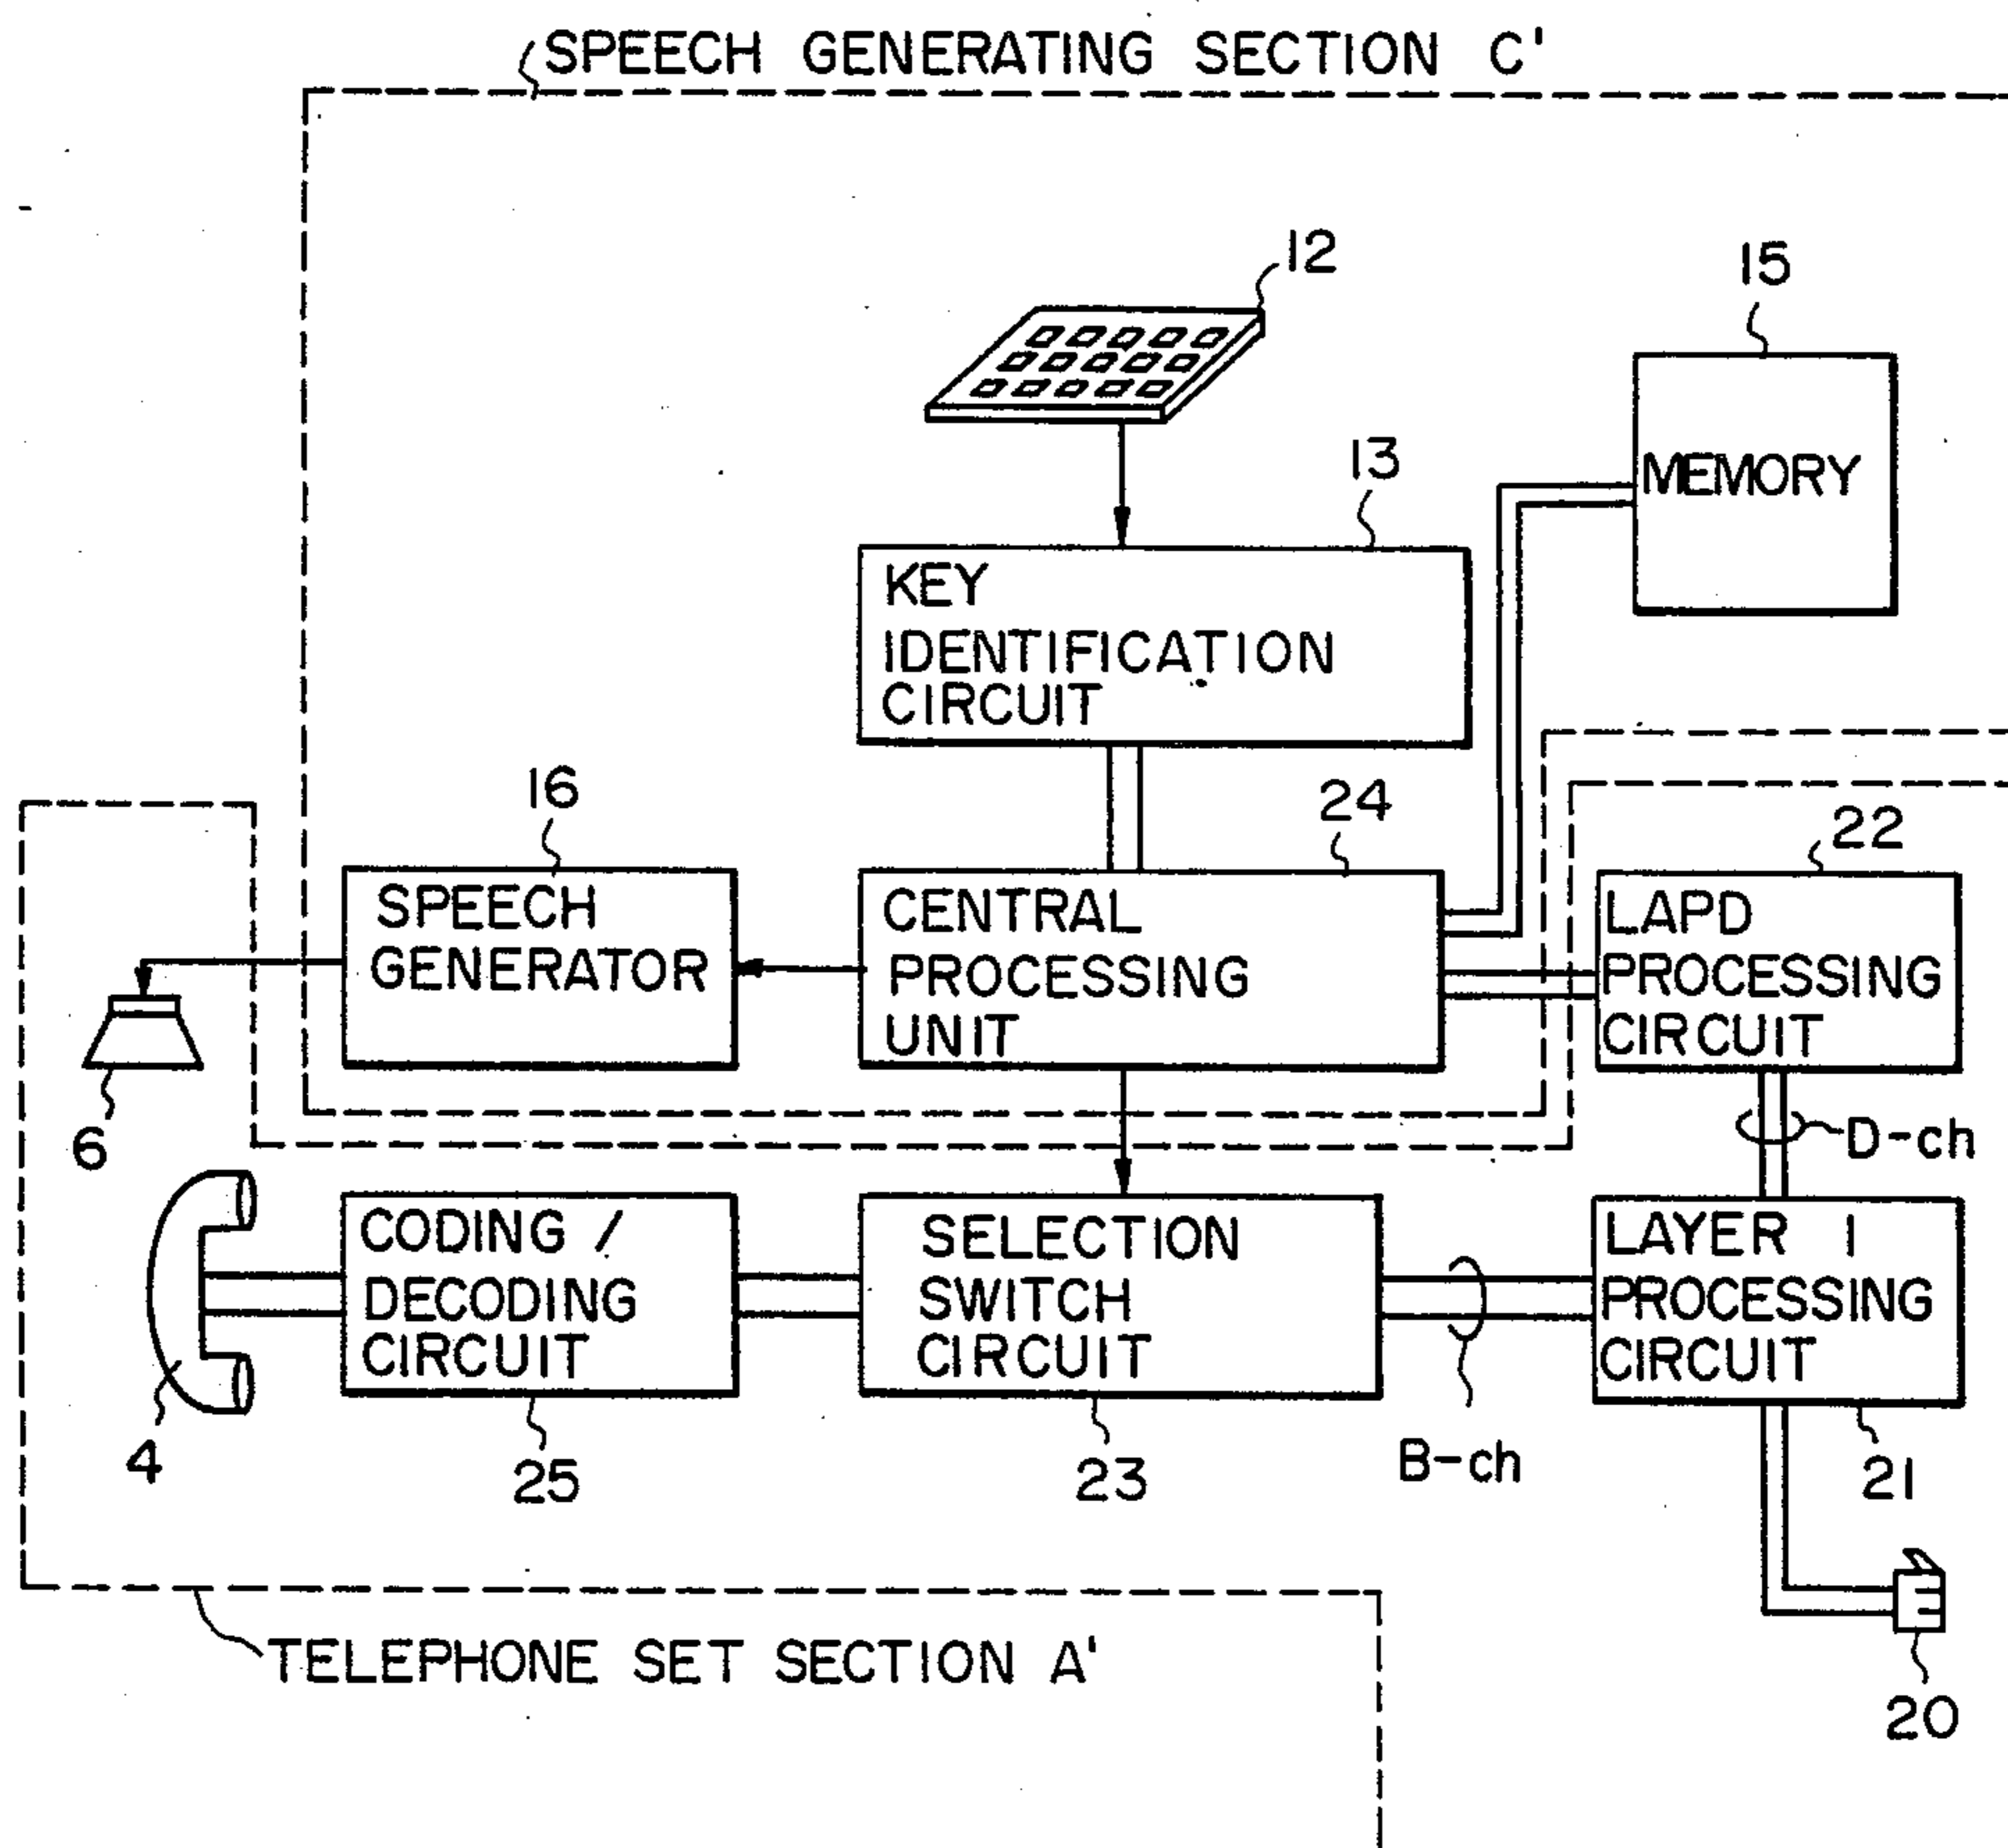 SPEECH GENERATING SECTION C'
12
15
MEMORY
13
KEY
IDENTIFICATION
CIRCUIT
16
24
22
SPEECH
GENERATOR
CENTRAL
PROCESSING
UNIT
LAPD
PROCESSING
CIRCUIT
6
D-ch
CODING /
DECODING
CIRCUIT
SELECTION
SWITCH
CIRCUIT
LAYER 1
PROCESSING
CIRCUIT
4
25
23
B-ch
21
TELEPHONE SET SECTION A'
20